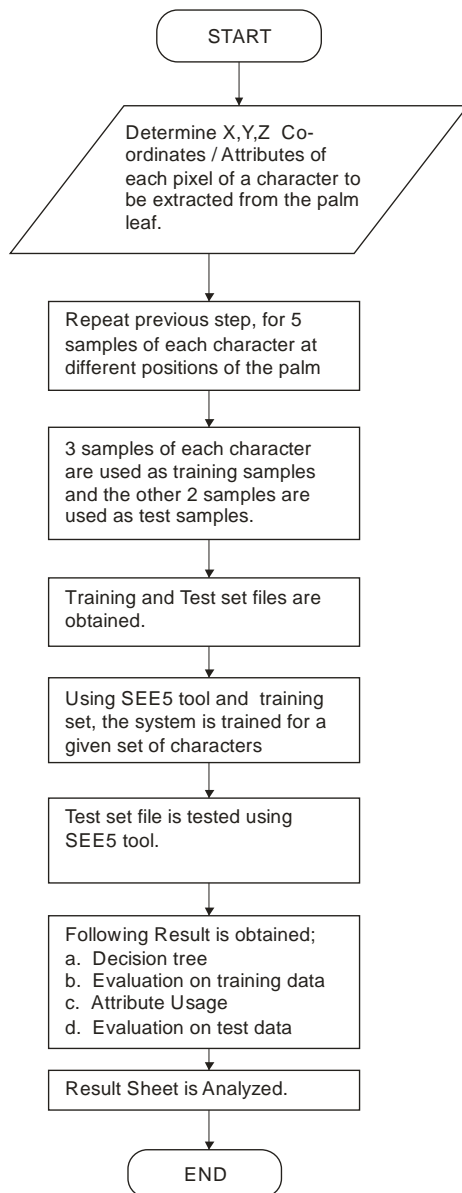 START
Determine X,Y,Z Co-
ordinates / Attributes of
each pixel of a character to
be extracted from the palm
leaf.
Repeat previous step, for 5
samples of each character at
different positions of the palm
3 samples of each character
are used as training samples
and the other 2 samples are
used as test samples.
Training and Test set files are
obtained.
Using SEE5 tool and training
set, the system is trained for a
given set of characters
Test set file is tested using
SEE5 tool.
Following Result is obtained;
a. Decision tree
b. Evaluation on training data
c. Attribute Usage
d. Evaluation on test data
Result Sheet is Analyzed.
END